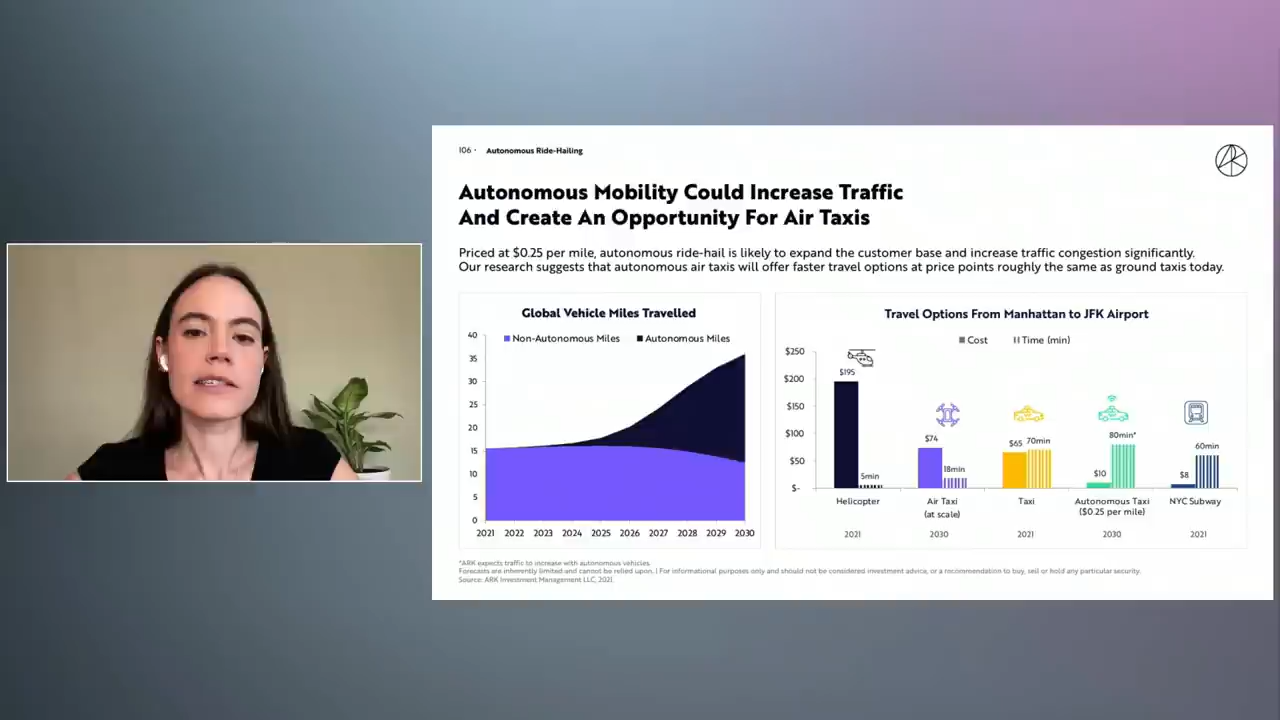 106 · Autonomous Ride-Hailing
Autonomous Mobility Could Increase Traffic
And Create An Opportunity For Air Taxis
Priced at $0.25 per mile, autonomous ride-hail is likely to expand the customer base and increase traffic congestion significantly.
Our research suggests that autonomous air taxis will offer faster travel options at price points roughly the same as ground taxis today.
Global Vehicle Miles Travelled
Non-Autonomous Miles Autonomous Miles
40
35
30
25
20
15
10
5
0
2021 2022 2023 2024 2025 2026 2027 2028 2029 2030
Travel Options From Manhattan to JFK Airport
Cost Time (min)
$250
$200
$150
$100
$50
$-
$195
5min
$74
18min
$65
70min
$10
80min*
$8
60min
Helicopter Air Taxi Taxi Autonomous Taxi NYC Subway
(at scale) ($0.25 per mile)
2021 2030 2021 2030 2021
*ARK expects traffic to increase with autonomous vehicles.
Forecasts are inherently limited and cannot be relied upon. | For informational purposes only and should not be considered investment advice, or a recommendation to buy, sell or hold any particular security.
Source: ARK Investment Management LLC, 2021